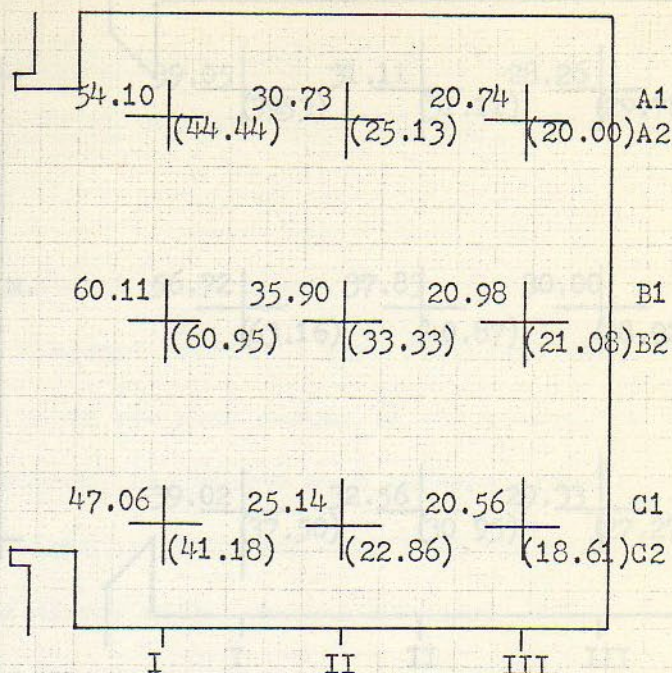 54.10 30.73 20.74 A1
(44.44) (25.13) (20.00) A2
60.11 35.90 20.98 B1
(60.95) (33.33) (21.08) B2
47.06 25.14 20.56 C1
(41.18) (22.86) (18.61) C2
I II III